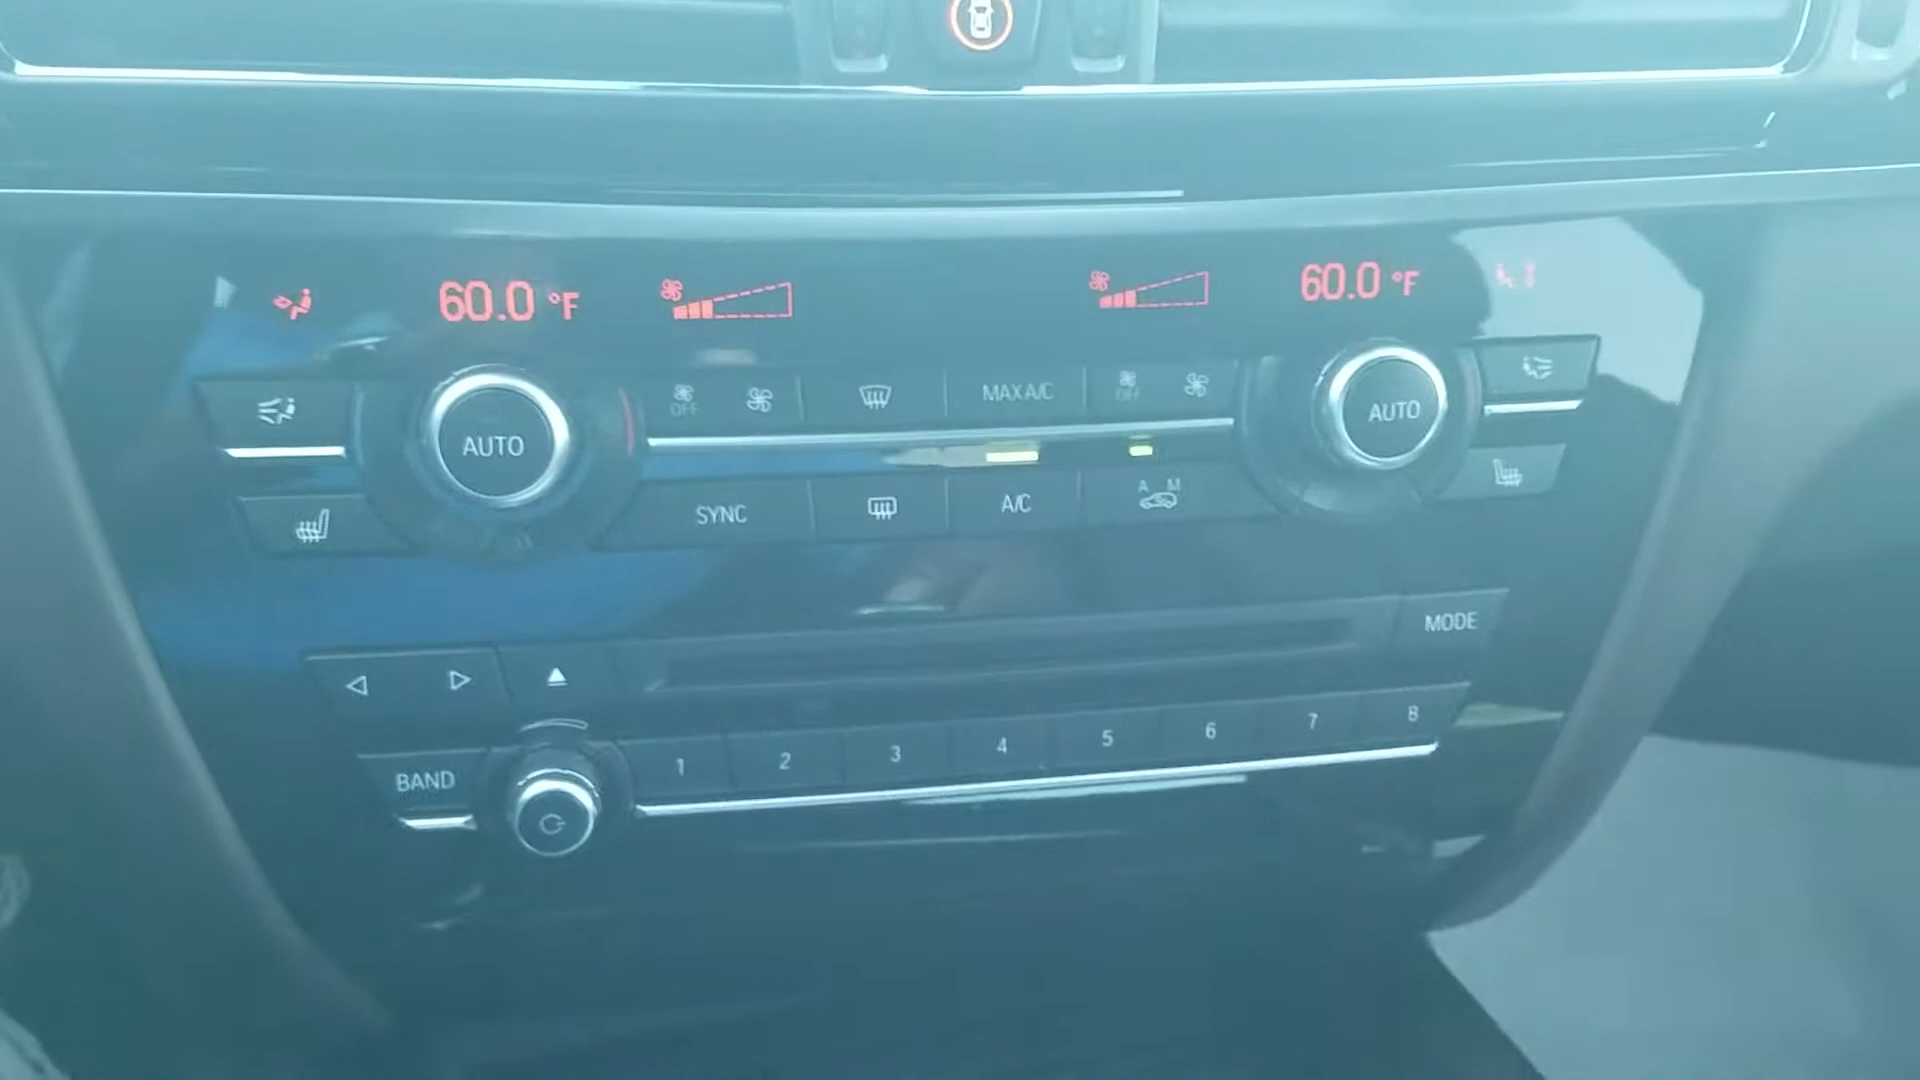 60.0 °F
60.0 °F
AUTO
OFF
MAX A/C
OFF
AUTO
SYNC
A/C
A M
MODE
BAND
1 2 3 4 5 6 7 8